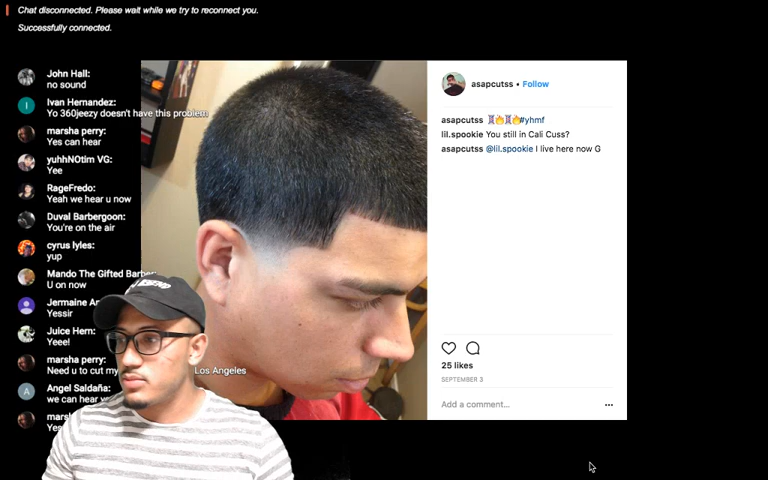 Chat disconnected. Please wait while we try to reconnect you.
Successfully connected.
John Hall:
no sound
I
Ivan Hernandez:
Yo 360jeezy doesn't have this problem
marsha perry:
Yes can hear
yuhhNOtim VG:
Yee
RageFredo:
Yeah we hear u now
Duval Barbergoon:
You're on the air
cyrus lyles:
yup
Mando The Gifted Barber:
U on now
Jermaine
Yessir
Juice Hern:
Yeee!
marsha perry:
Need u to cut my
A
Angel Saldaña:
we can hear
Los Angeles
asapcutss • Follow
asapcutss 💈🔥💈🔥#yhmf
lil.spookie You still in Cali Cuss?
asapcutss @lil.spookie I live here now G
25 likes
SEPTEMBER 3
Add a comment...